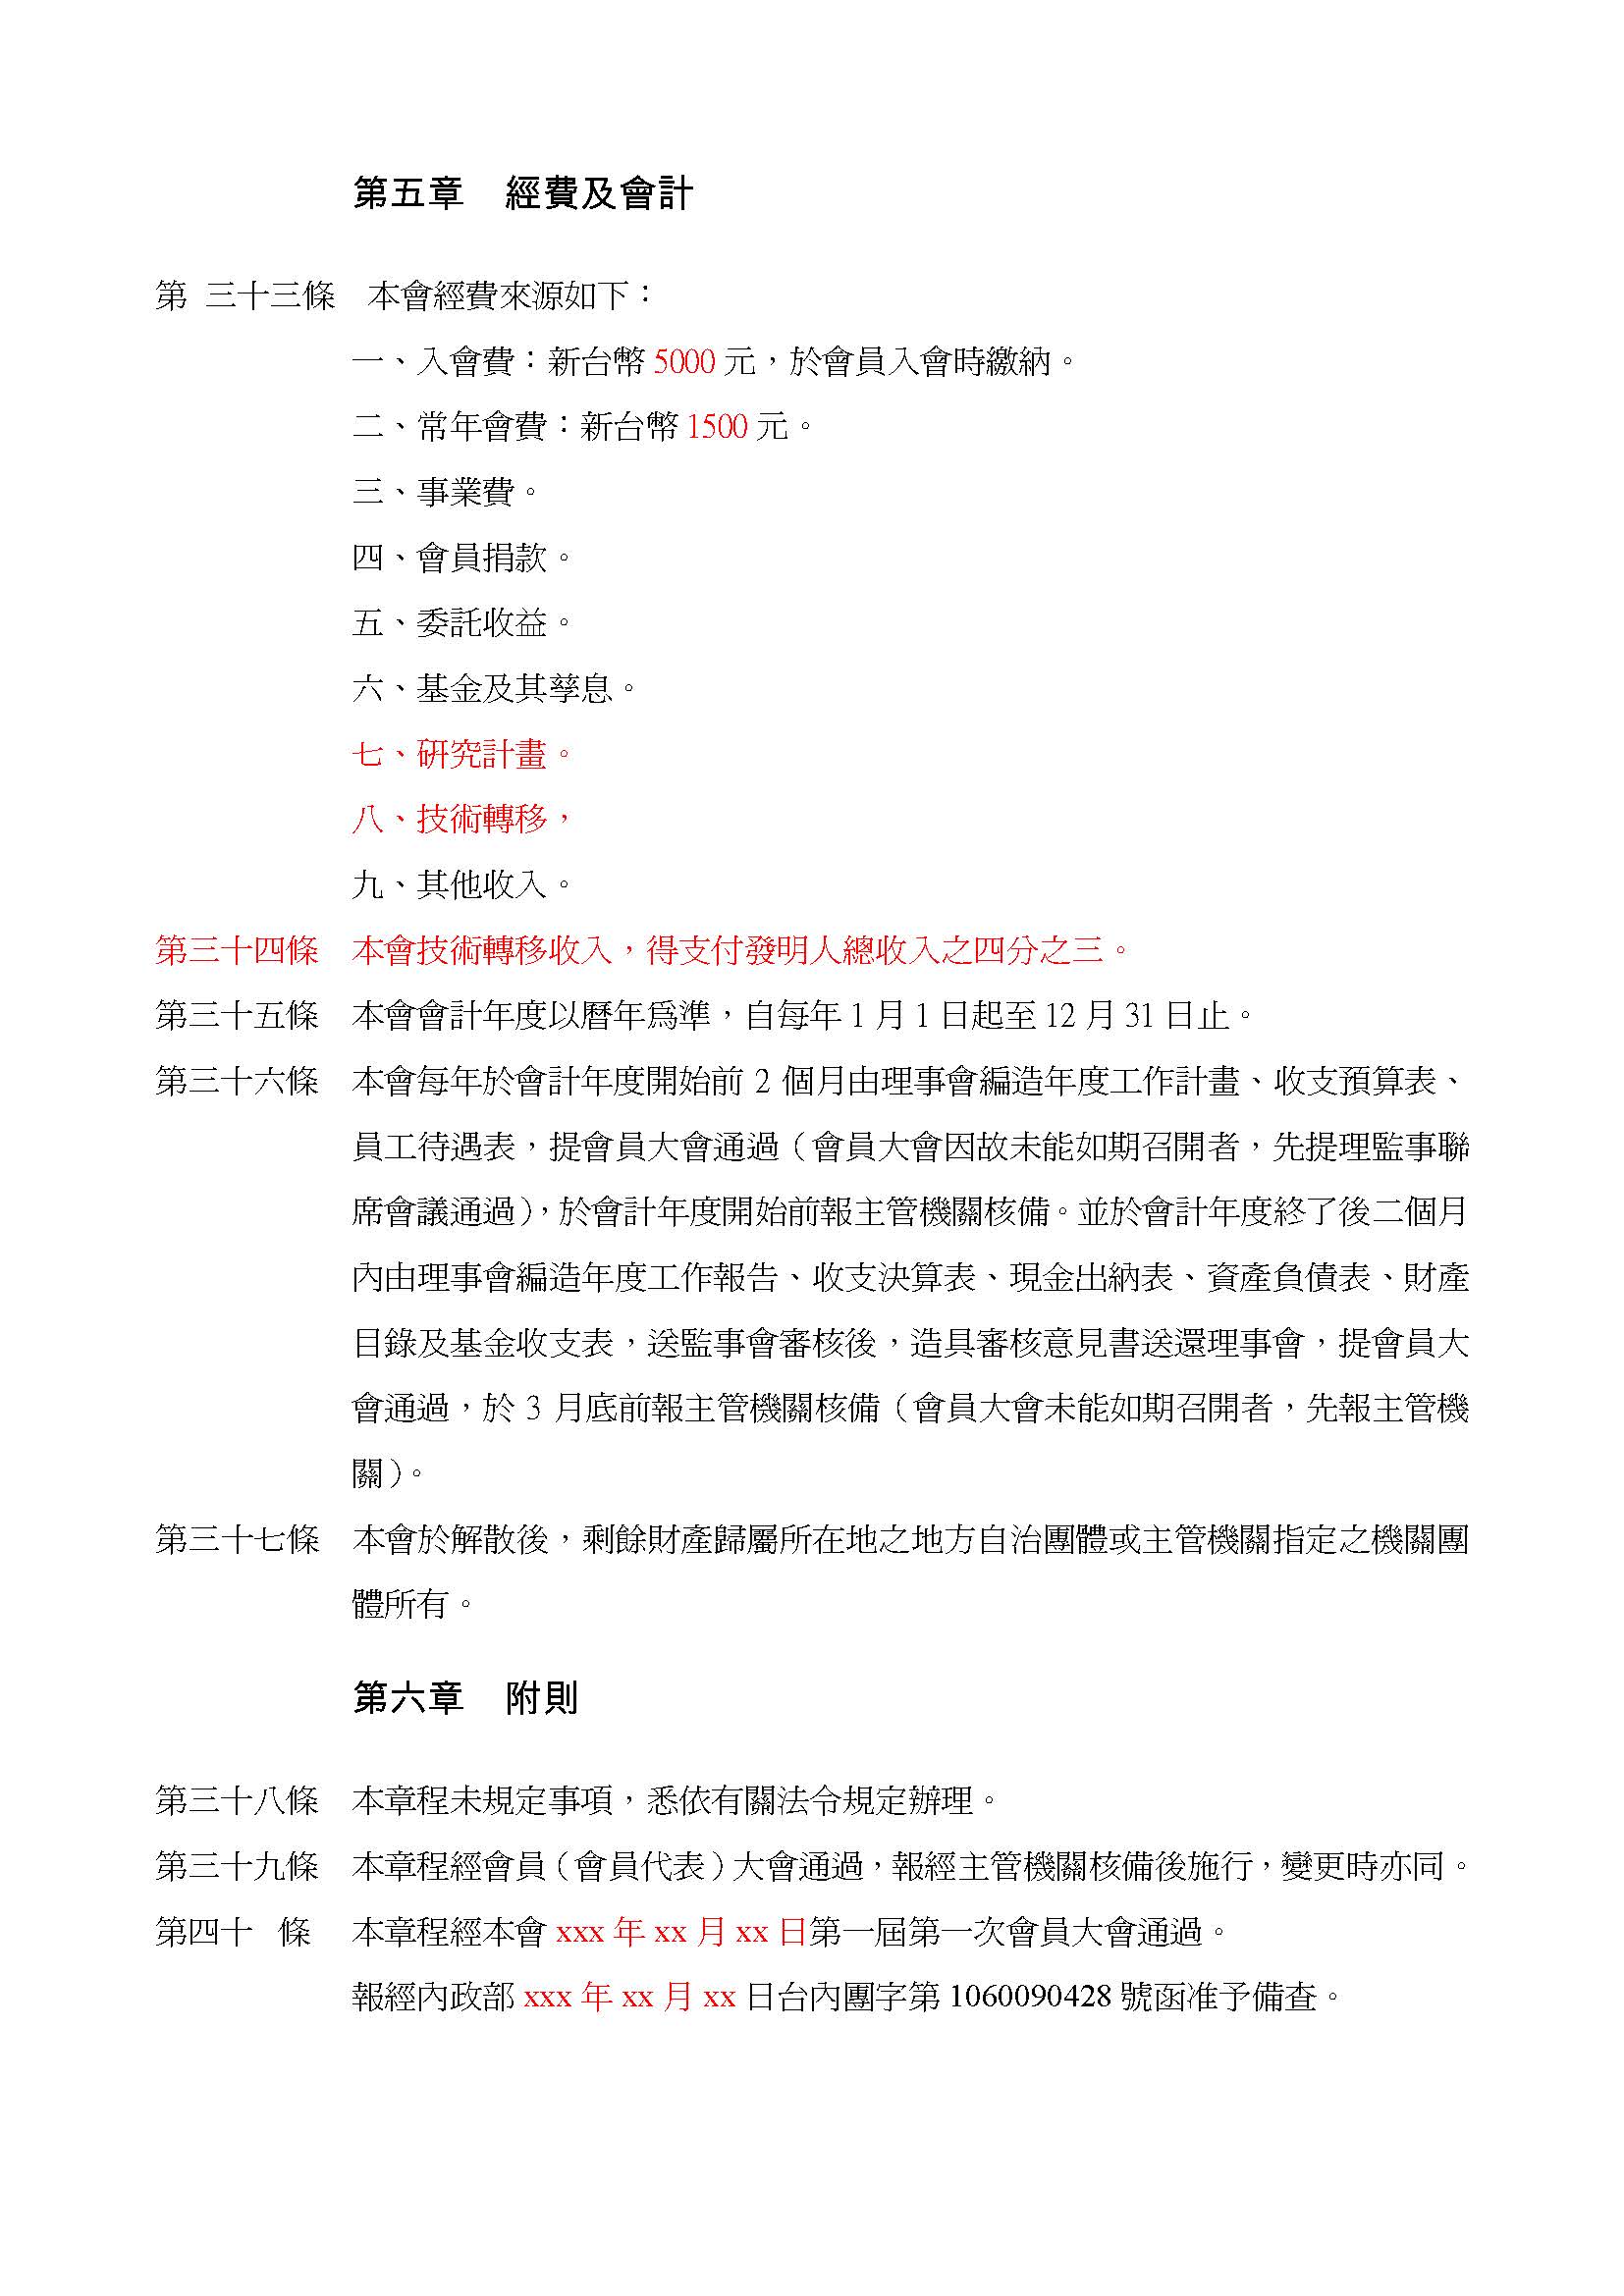 第五章　經費及會計
第 三十三條　本會經費來源如下：
一、入會費：新台幣 5000 元，於會員入會時繳納。
二、常年會費：新台幣 1500 元。
三、事業費。
四、會員捐款。
五、委託收益。
六、基金及其孳息。
七、研究計畫。
八、技術轉移，
九、其他收入。
第三十四條　本會技術轉移收入，得支付發明人總收入之四分之三。
第三十五條　本會會計年度以曆年為準，自每年 1 月 1 日起至 12 月 31 日止。
第三十六條　本會每年於會計年度開始前 2 個月由理事會編造年度工作計畫、收支預算表、
員工待遇表，提會員大會通過（會員大會因故未能如期召開者，先提理監事聯
席會議通過），於會計年度開始前報主管機關核備。並於會計年度終了後二個月
內由理事會編造年度工作報告、收支決算表、現金出納表、資產負債表、財產
目錄及基金收支表，送監事會審核後，造具審核意見書送還理事會，提會員大
會通過，於 3 月底前報主管機關核備（會員大會未能如期召開者，先報主管機
關）。
第三十七條　本會於解散後，剩餘財產歸屬所在地之地方自治團體或主管機關指定之機關團
體所有。
第六章　附則
第三十八條　本章程未規定事項，悉依有關法令規定辦理。
第三十九條　本章程經會員（會員代表）大會通過，報經主管機關核備後施行，變更時亦同。
第四十 條　本章程經本會 xxx 年 xx 月 xx 日第一屆第一次會員大會通過。
報經內政部 xxx 年 xx 月 xx 日台內團字第 1060090428 號函准予備查。